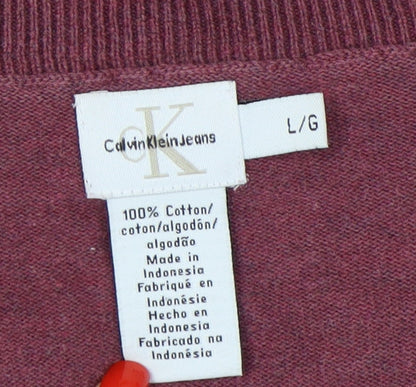 CK
CalvinKleinJeans
L/G
100% Cotton/
coton/algodón/
algodão
Made in
Indonesia
Fabriqué en
Indonésie
Hecho en
Indonesia
Fabricado na
Indonésia